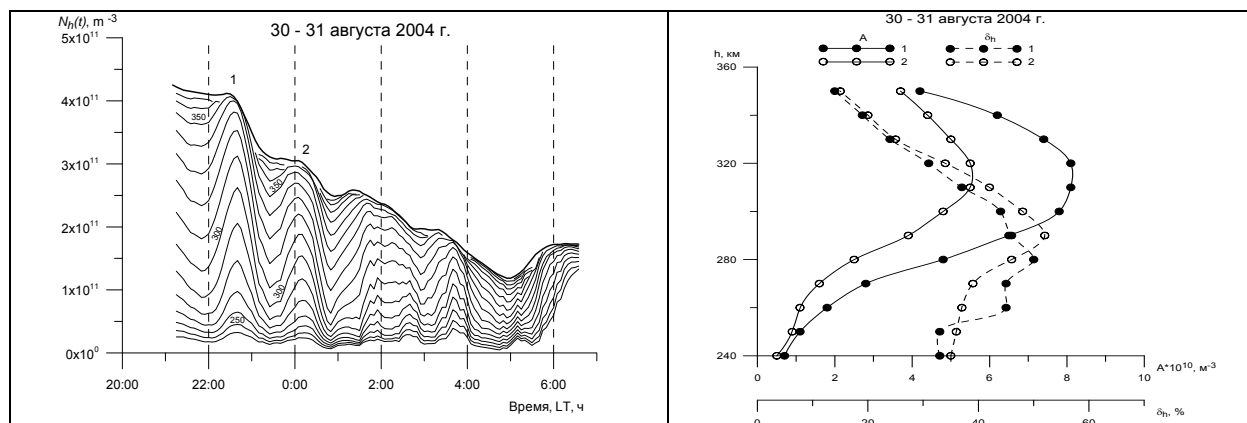 N_h(t), m⁻³
30 - 31 августа 2004 г.
5x10¹¹
4x10¹¹
3x10¹¹
2x10¹¹
1x10¹¹
0x10⁰
1
2
350
350
300
300
250
20:00 22:00 0:00 2:00 4:00 6:00
Время, LT, ч
30 - 31 августа 2004 г.
A δ_h
1 1
2 2
h, км
360
320
280
240
0 2 4 6 8 10
A*10¹⁰, м⁻³
0 20 40 60
δ_h, %